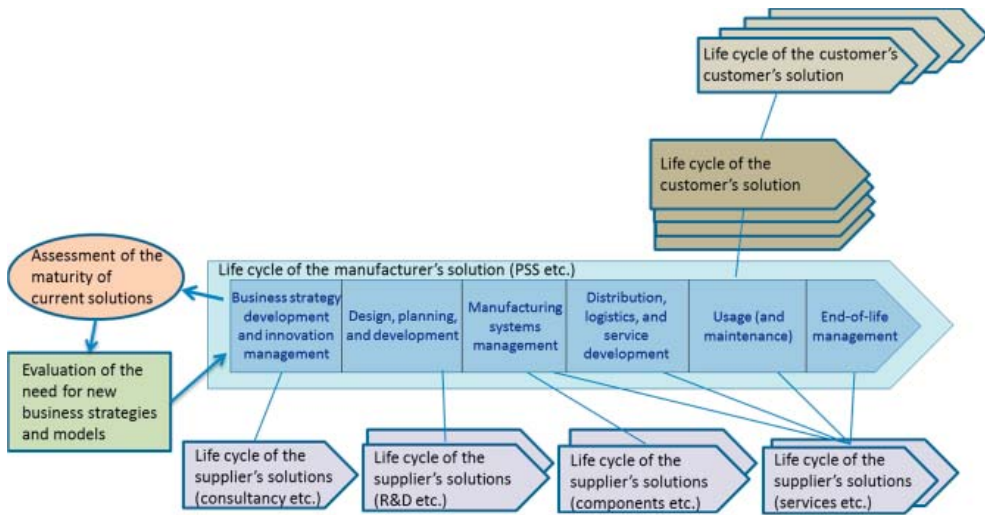 Life cycle of the customer's
customer's solution
Life cycle of the
customer's solution
Assessment of the
maturity of
current solutions
Life cycle of the manufacturer's solution (PSS etc.)
Business strategy
development
and innovation
management
Design, planning,
and development
Manufacturing
systems
management
Distribution,
logistics, and
service
development
Usage (and
maintenance)
End-of-life
management
Evaluation of the
need for new
business strategies
and models
Life cycle of the
supplier's solutions
(consultancy etc.)
Life cycle of the
supplier's solutions
(R&D etc.)
Life cycle of the
supplier's solutions
(components etc.)
Life cycle of the
supplier's solutions
(services etc.)